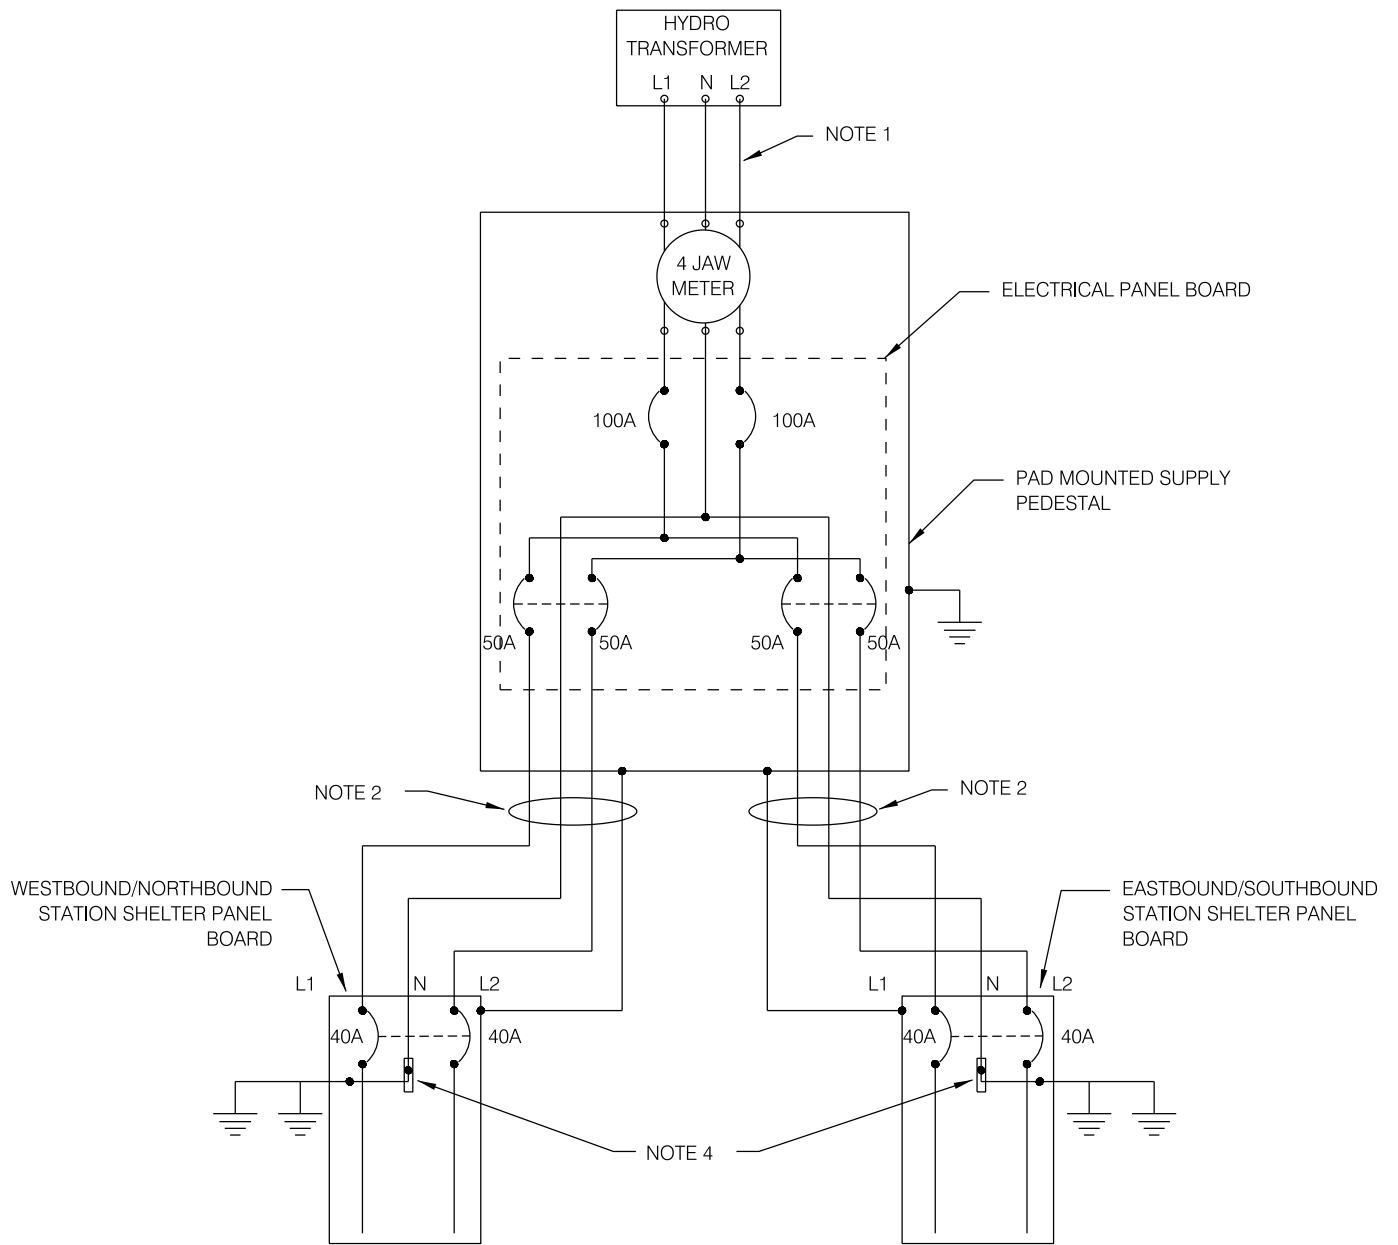 HYDRO
TRANSFORMER
L1 N L2
NOTE 1
4 JAW
METER
ELECTRICAL PANEL BOARD
100A 100A
PAD MOUNTED SUPPLY
PEDESTAL
50A 50A 50A 50A
NOTE 2 NOTE 2
WESTBOUND/NORTHBOUND
STATION SHELTER PANEL
BOARD
EASTBOUND/SOUTHBOUND
STATION SHELTER PANEL
BOARD
L1 N L2 L1 N L2
40A 40A 40A 40A
NOTE 4